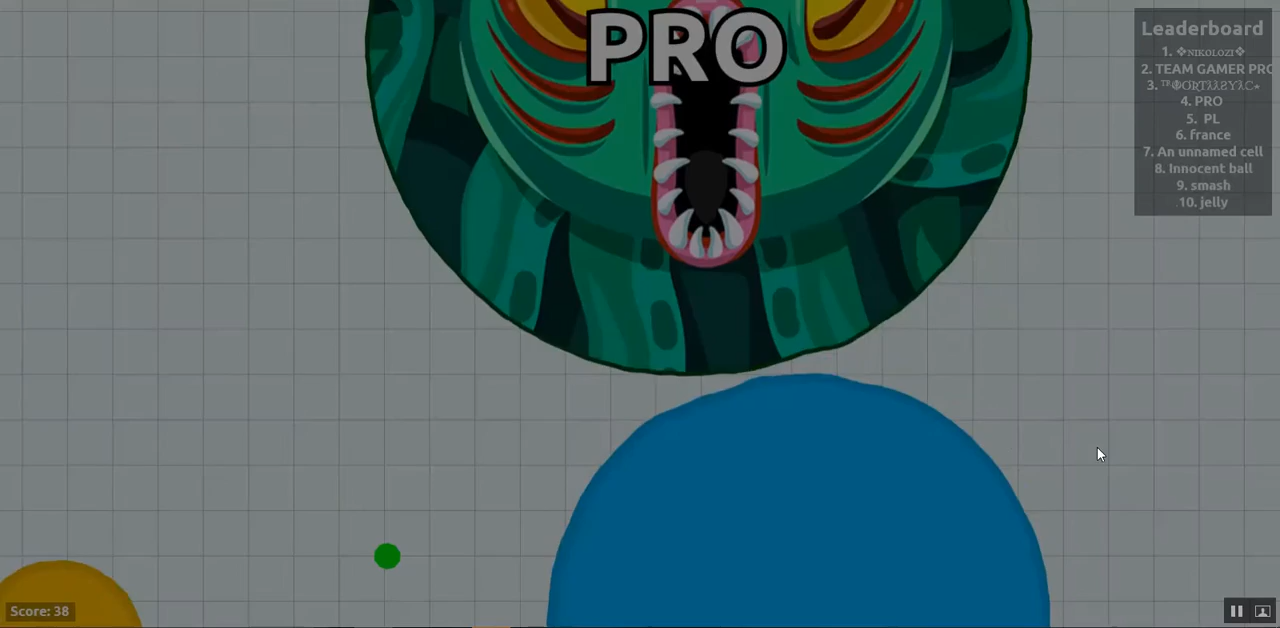 PRO
Leaderboard
1. ❖NIKOLOZI❖
2. TEAM GAMER PRO
4. PRO
5. PL
6. france
7. An unnamed cell
8. Innocent ball
9. smash
10. jelly
Score: 38